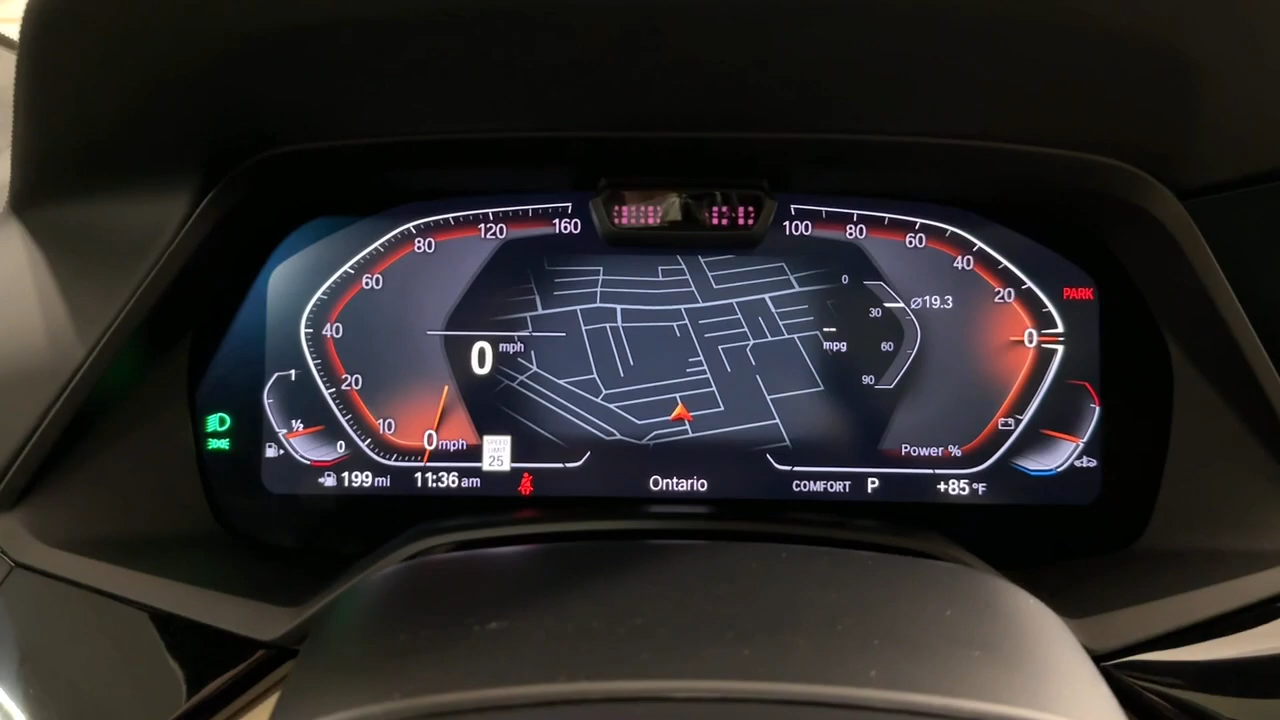 160
120
80
60
40
20
10
0 mph
0 mph
1
½
0
SPEED
LIMIT
25
199 mi
11:36 am
Ontario
COMFORT P
+85 °F
100
80
60
40
20
0
Power %
PARK
0
30
60
90
⌀19.3
--
mpg